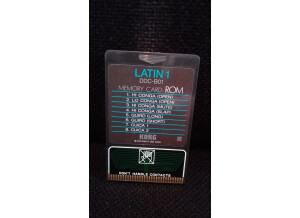 LATIN 1
DDC-B01
MEMORY CARD ROM
1. HI CONGA (OPEN)
2. LO CONGA (OPEN)
3. HI CONGA (MUTE)
4. HI CONGA (SLAP)
5. GUIRO (LONG)
6. GUIRO (SHORT)
7. CUICA 1
8. CUICA 2
KORG
DON'T HANDLE CONTACTS